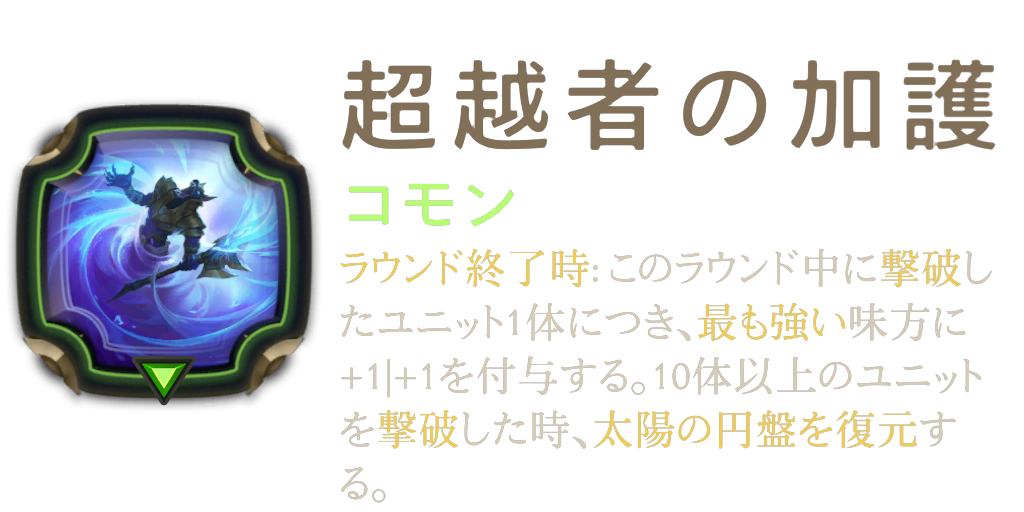 超越者の加護
コモン
ラウンド終了時: このラウンド中に撃破し
たユニット1体につき、最も強い味方に
+1|+1を付与する。10体以上のユニット
を撃破した時、太陽の円盤を復元す
る。